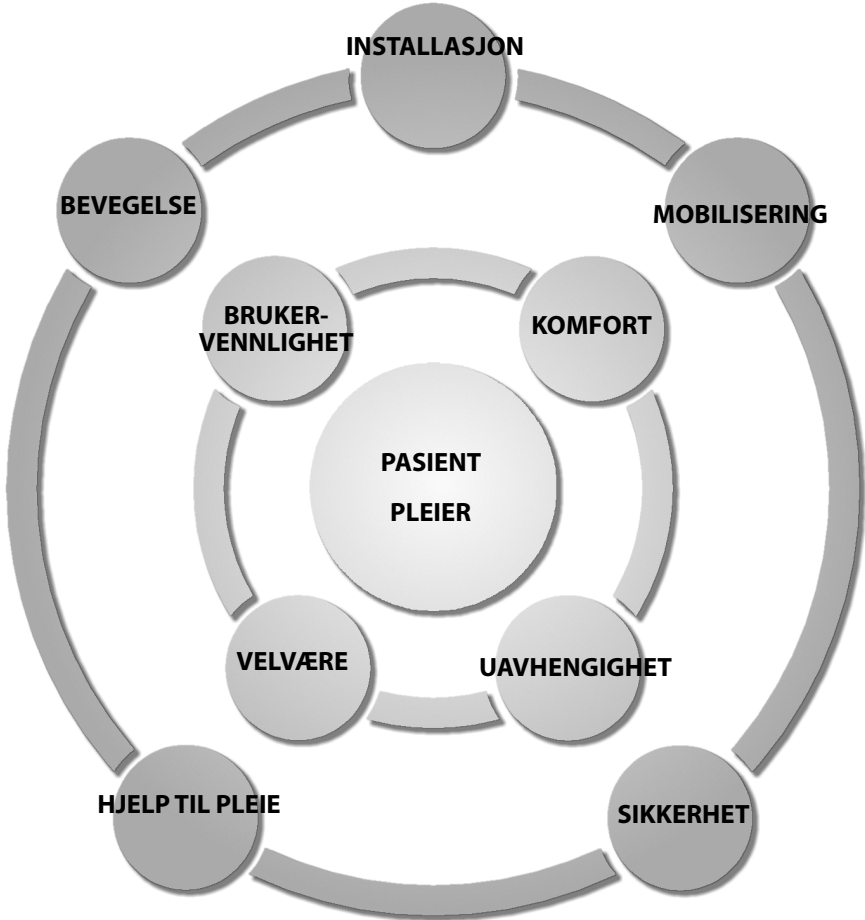 INSTALLASJON
BEVEGELSE
MOBILISERING
BRUKER-
VENNLIGHET
KOMFORT
PASIENT
PLEIER
VELVÆRE
UAVHENGIGHET
HJELP TIL PLEIE
SIKKERHET